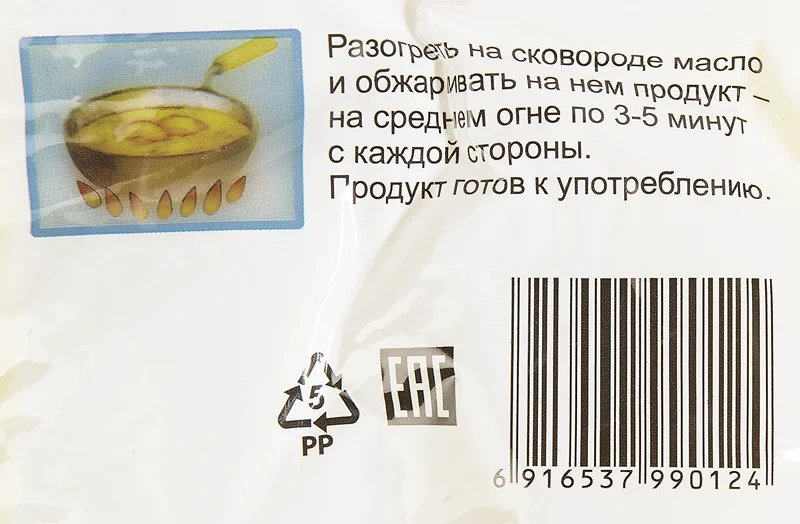 Разогреть на сковороде масло
и обжаривать на нем продукт –
на среднем огне по 3-5 минут
с каждой стороны.
Продукт готов к употреблению.
5
PP
EAC
6 916537 990124